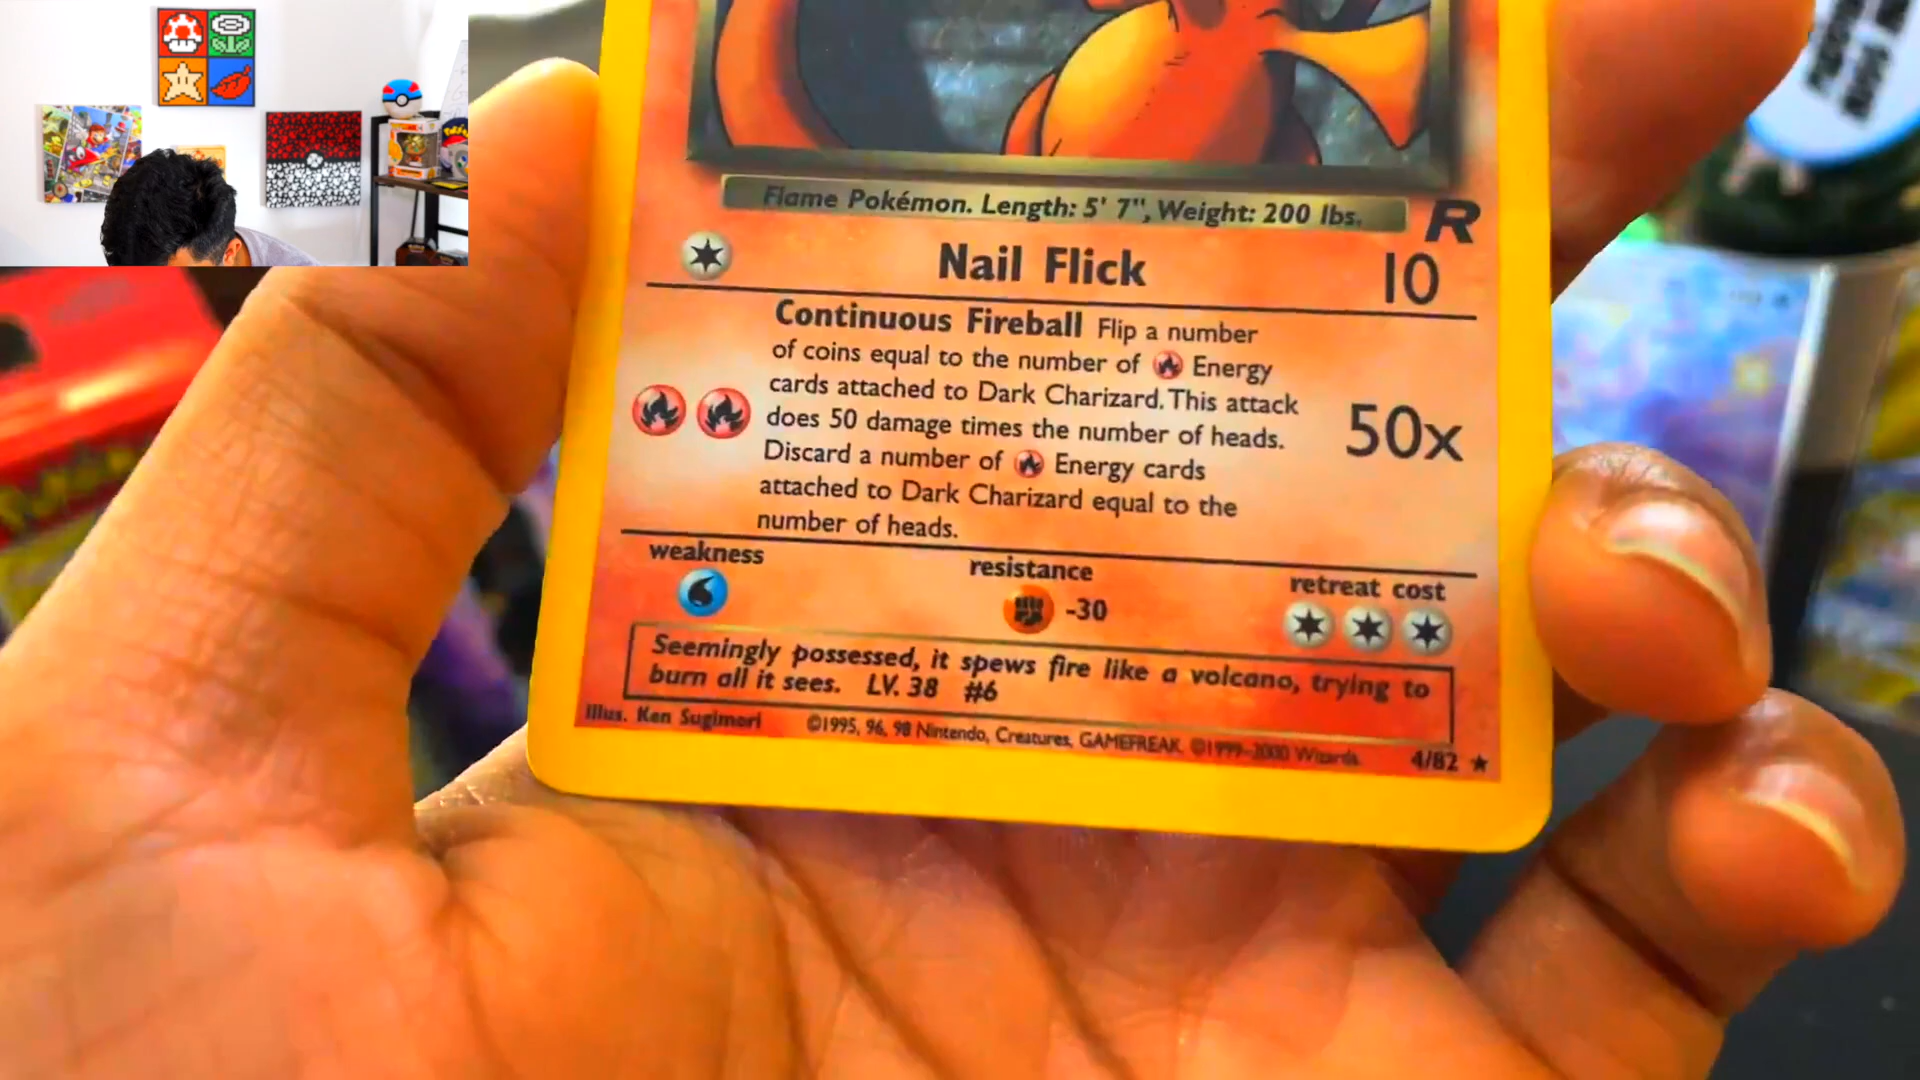 Flame Pokémon. Length: 5' 7", Weight: 200 lbs.
R
Nail Flick 10
Continuous Fireball Flip a number
of coins equal to the number of Energy
cards attached to Dark Charizard. This attack
does 50 damage times the number of heads.
Discard a number of Energy cards
attached to Dark Charizard equal to the
number of heads.
50x
weakness
resistance
-30
retreat cost
Seemingly possessed, it spews fire like a volcano, trying to
burn all it sees. LV. 38 #6
Illus. Ken Sugimori ©1995, 96, 98 Nintendo, Creatures, GAMEFREAK. ©1999-2000 Wizards. 4/82